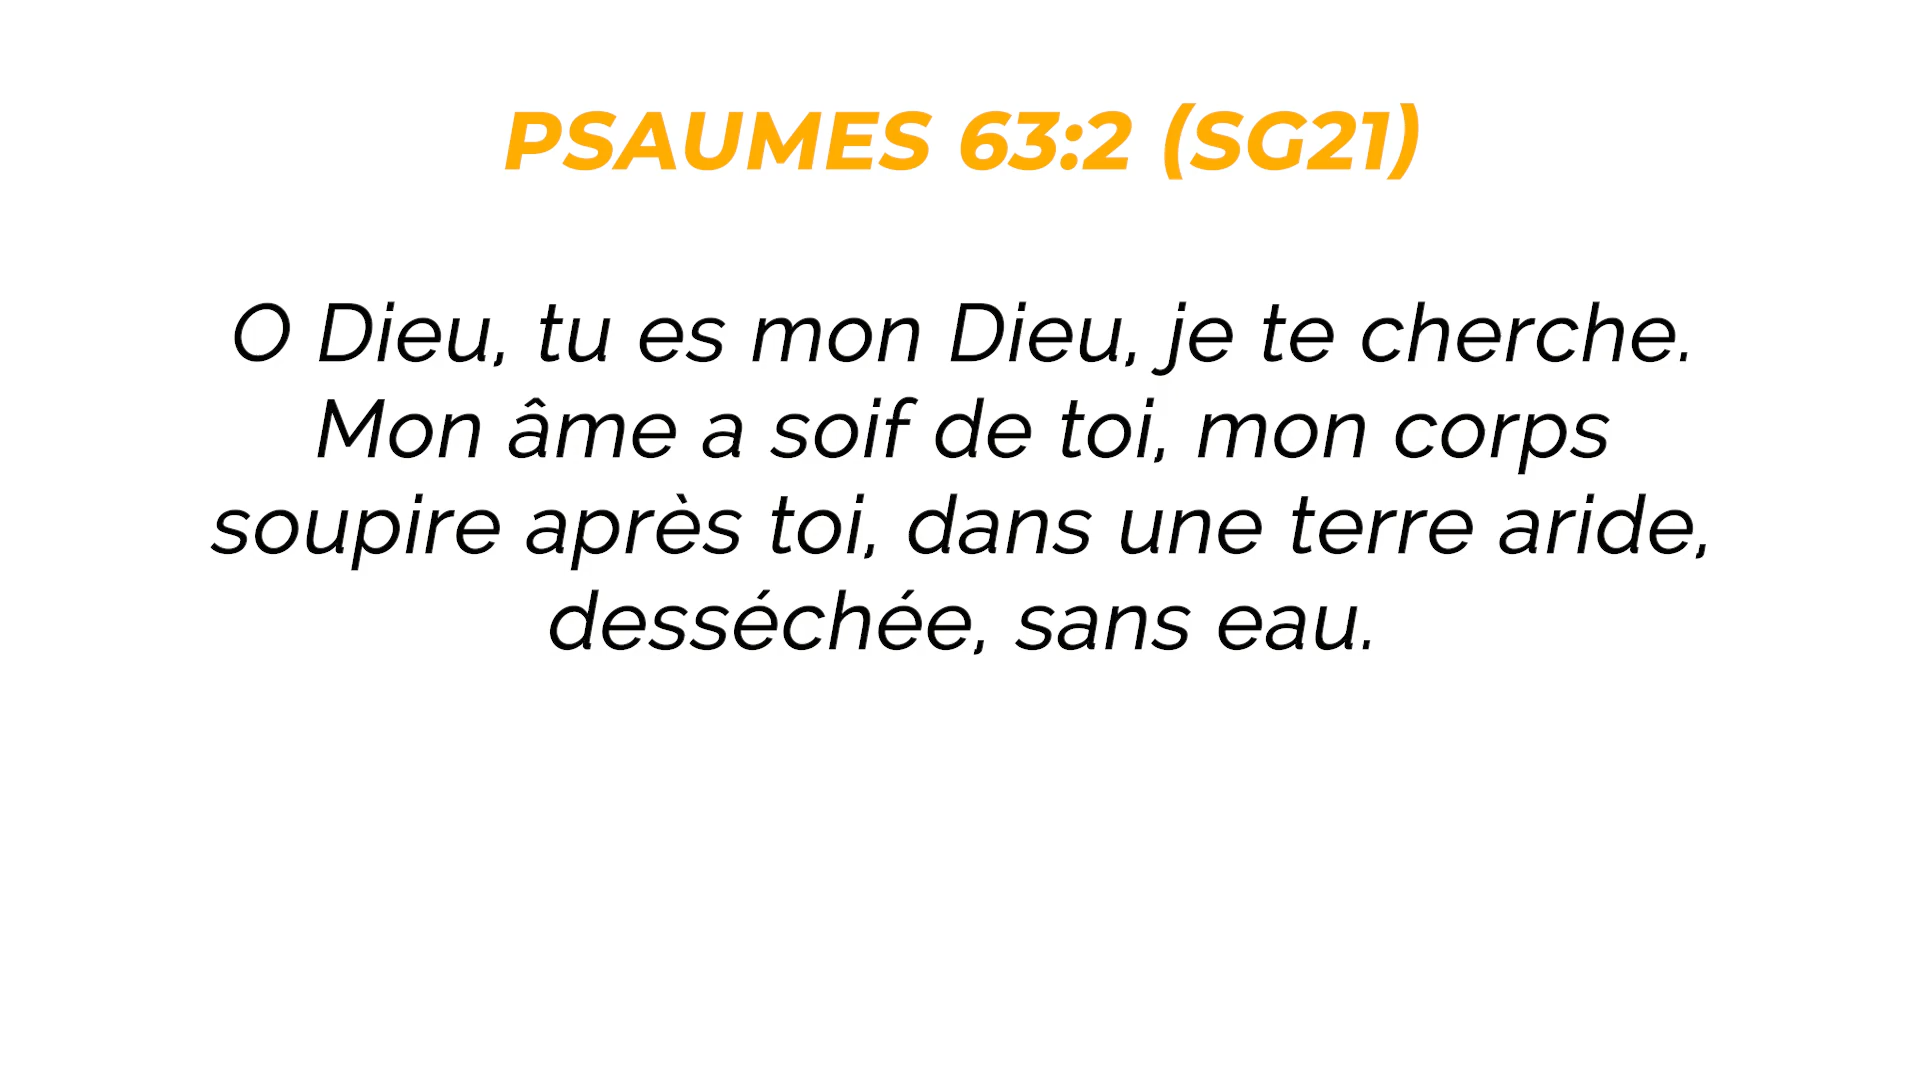 PSAUMES 63:2 (SG21)
O Dieu, tu es mon Dieu, je te cherche.
Mon âme a soif de toi, mon corps
soupire après toi, dans une terre aride,
desséchée, sans eau.